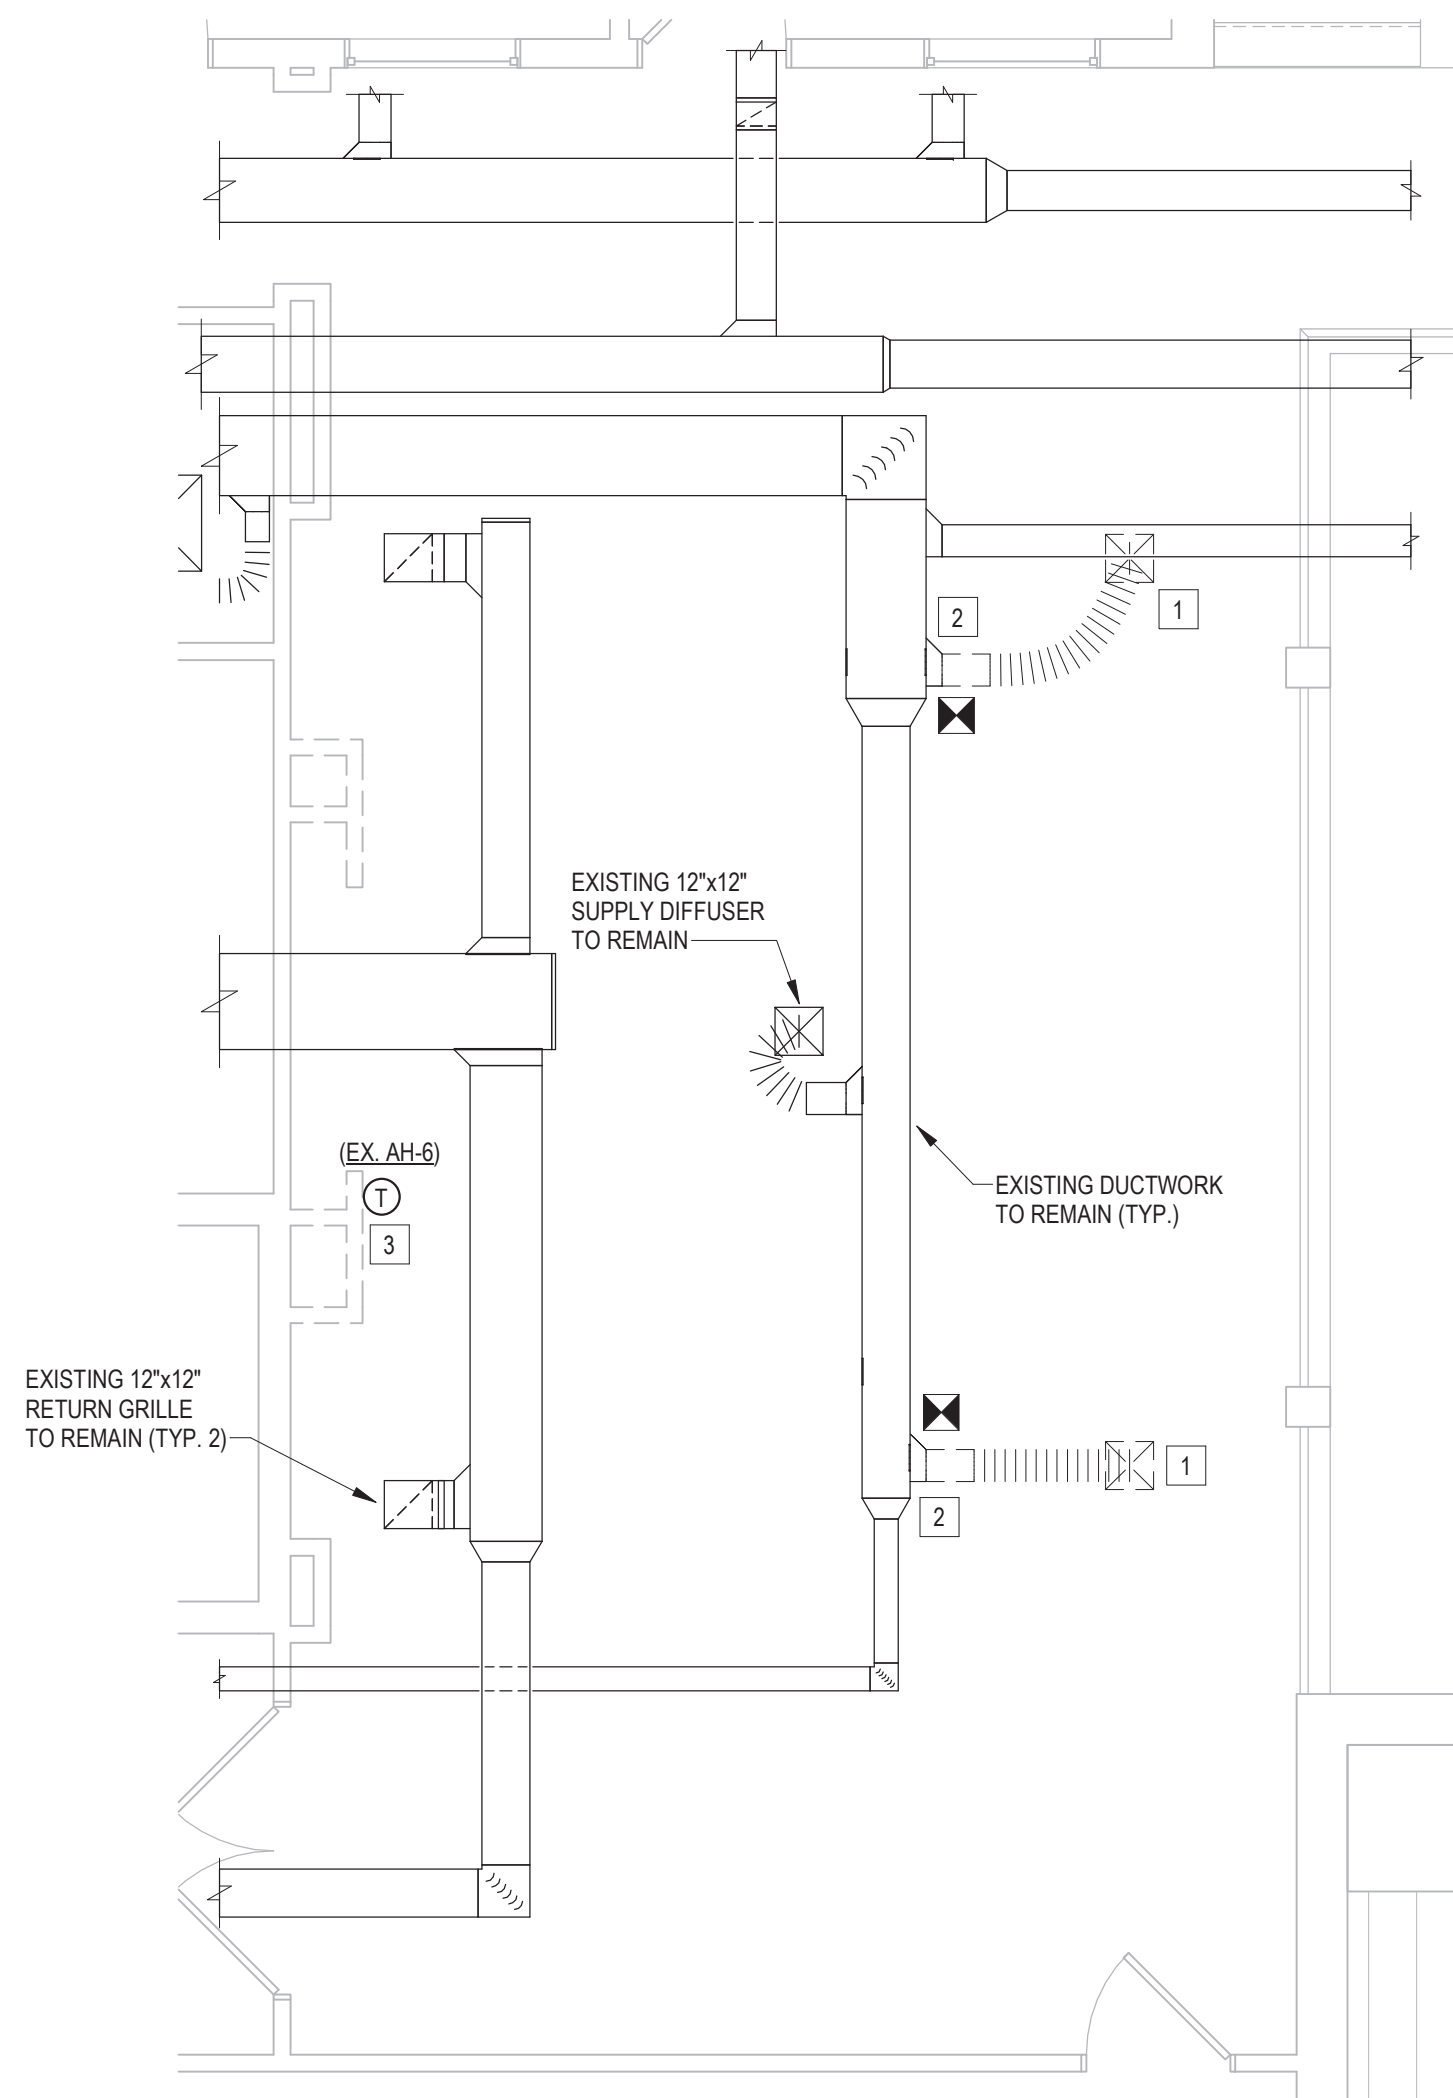 2
1
EXISTING 12"x12"
SUPPLY DIFFUSER
TO REMAIN
(EX. AH-6)
T
3
EXISTING DUCTWORK
TO REMAIN (TYP.)
EXISTING 12"x12"
RETURN GRILLE
TO REMAIN (TYP. 2)
1
2